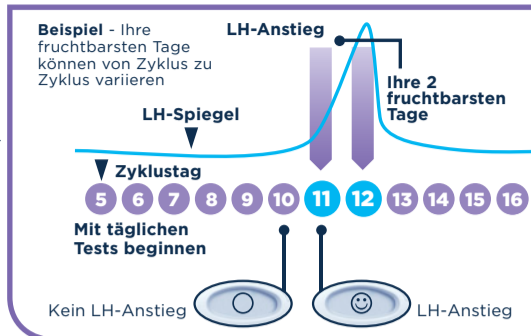 Beispiel - Ihre
fruchtbarsten Tage
können von Zyklus zu
Zyklus variieren
LH-Anstieg
Ihre 2
fruchtbarsten
Tage
LH-Spiegel
Zyklustag
5 6 7 8 9 10 11 12 13 14 15 16
Mit täglichen
Tests beginnen
Kein LH-Anstieg
LH-Anstieg